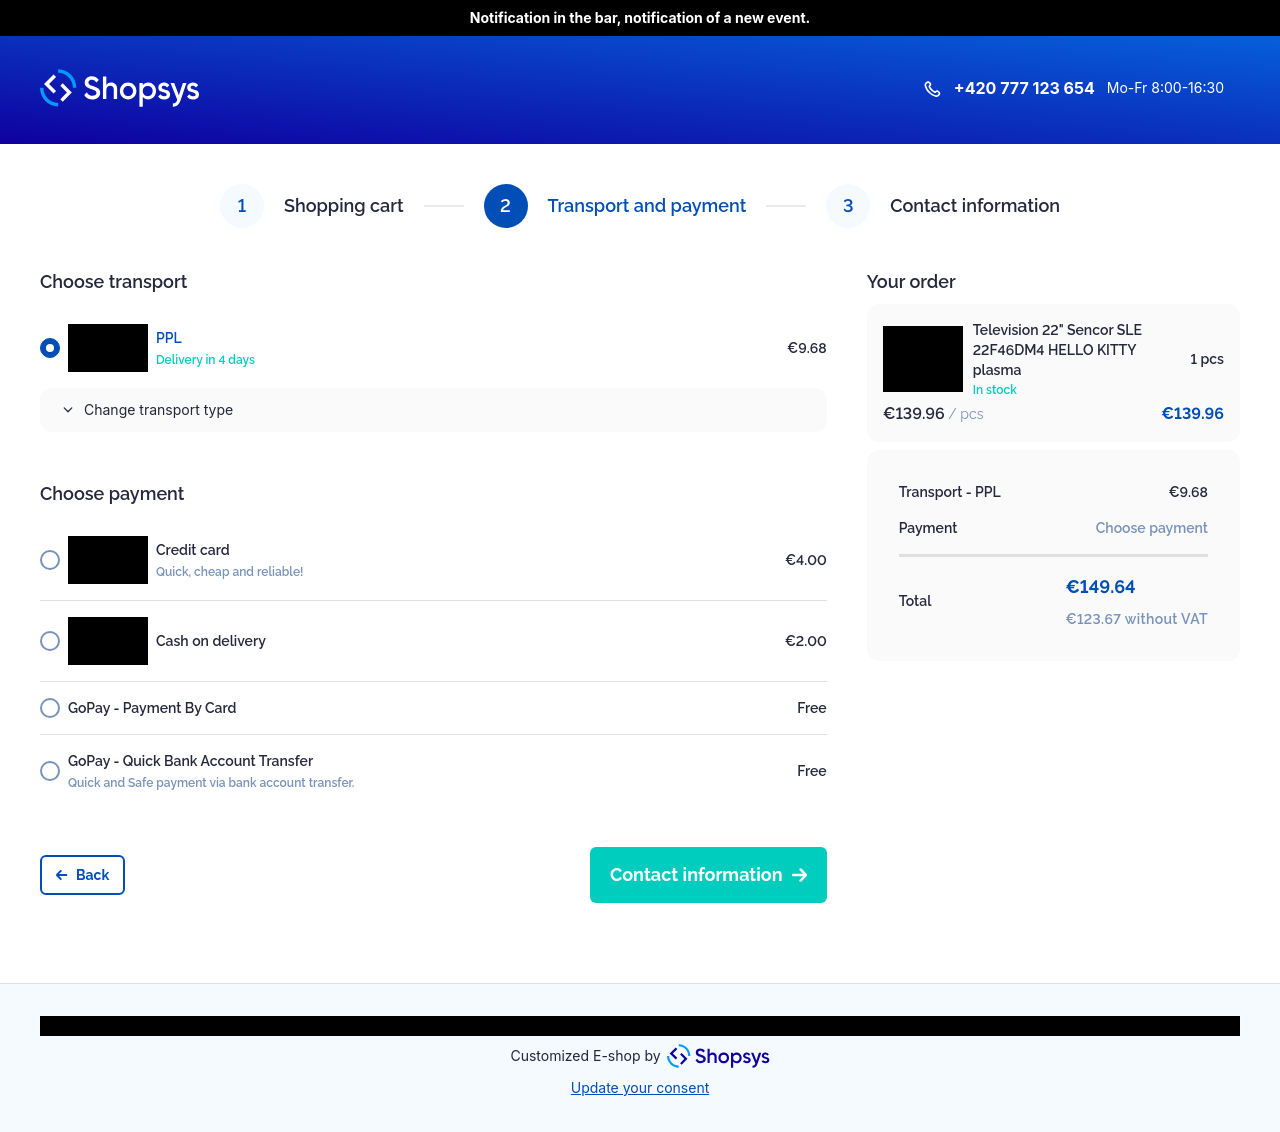 Notification in the bar, notification of a new event.
Shopsys
+420 777 123 654 Mo-Fr 8:00-16:30
1 Shopping cart 2 Transport and payment 3 Contact information
Choose transport
PPL
Delivery in 4 days
€9.68
Change transport type
Choose payment
Credit card
Quick, cheap and reliable!
€4.00
Cash on delivery
€2.00
GoPay - Payment By Card
Free
GoPay - Quick Bank Account Transfer
Quick and Safe payment via bank account transfer.
Free
Back
Contact information
Your order
Television 22" Sencor SLE
22F46DM4 HELLO KITTY
plasma
In stock
1 pcs
€139.96 / pcs
€139.96
Transport - PPL
€9.68
Payment
Choose payment
Total
€149.64
€123.67 without VAT
Customized E-shop by Shopsys
Update your consent